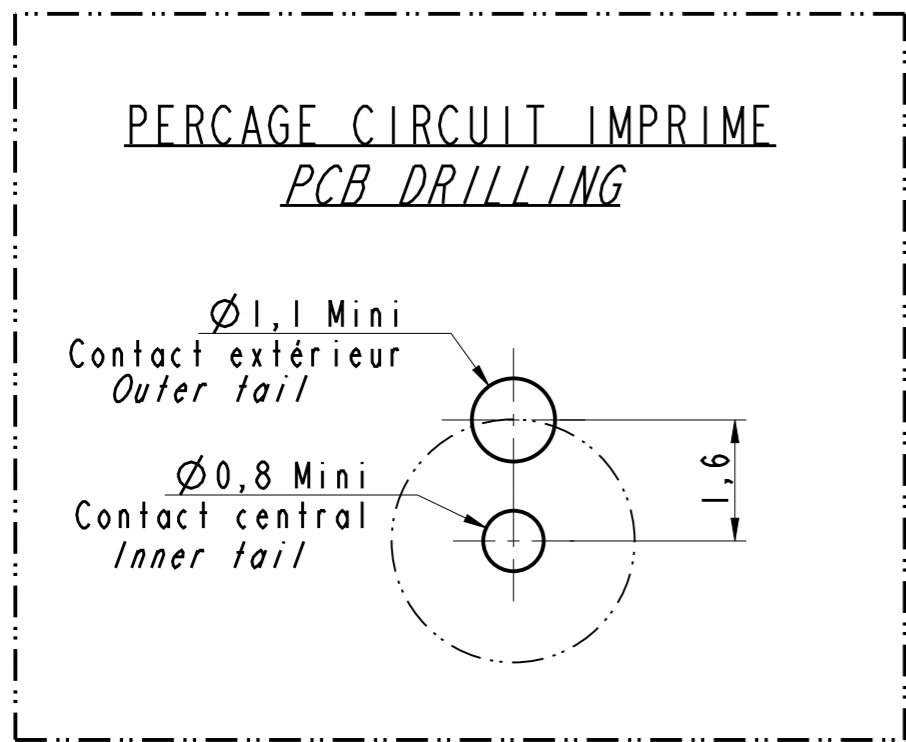 PERCAGE CIRCUIT IMPRIME
PCB DRILLING
Ø1,1 Mini
Contact extérieur
Outer tail
Ø0,8 Mini
Contact central
Inner tail
1,6